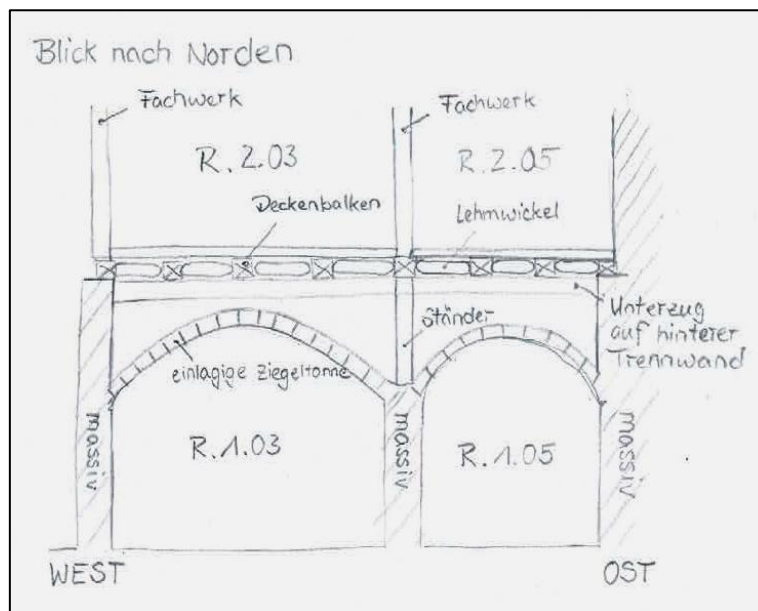 Blick nach Norden
Fachwerk
Fachwerk
R.2.03
R.2.05
Deckenbalken
Lehmwickel
Ständer
Unterzug
auf hinterer
Trennwand
einlagige Ziegeltonne
massiv
massiv
massiv
R.1.03
R.1.05
WEST
OST